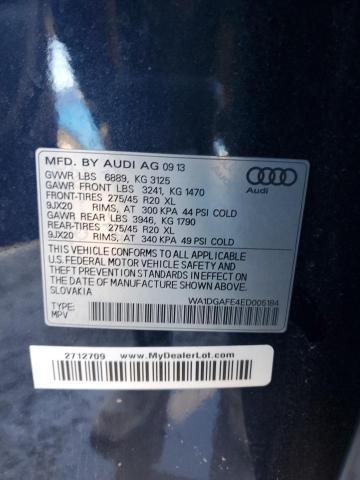 MFD. BY AUDI AG 09 13
GVWR LBS 6889, KG 3125
GAWR FRONT LBS 3241, KG 1470
FRONT-TIRES 275/45 R20 XL
9JX20 RIMS, AT 300 KPA 44 PSI COLD
GAWR REAR LBS 3946, KG 1790
REAR-TIRES 275/45 R20 XL
9JX20 RIMS, AT 340 KPA 49 PSI COLD
Audi
THIS VEHICLE CONFORMS TO ALL APPLICABLE
U.S. FEDERAL MOTOR VEHICLE SAFETY AND
THEFT PREVENTION STANDARDS IN EFFECT ON
THE DATE OF MANUFACTURE SHOWN ABOVE.
SLOVAKIA
TYPE: WA1DGAFE4ED005184
MPV
2712709 www.MyDealerLot.com